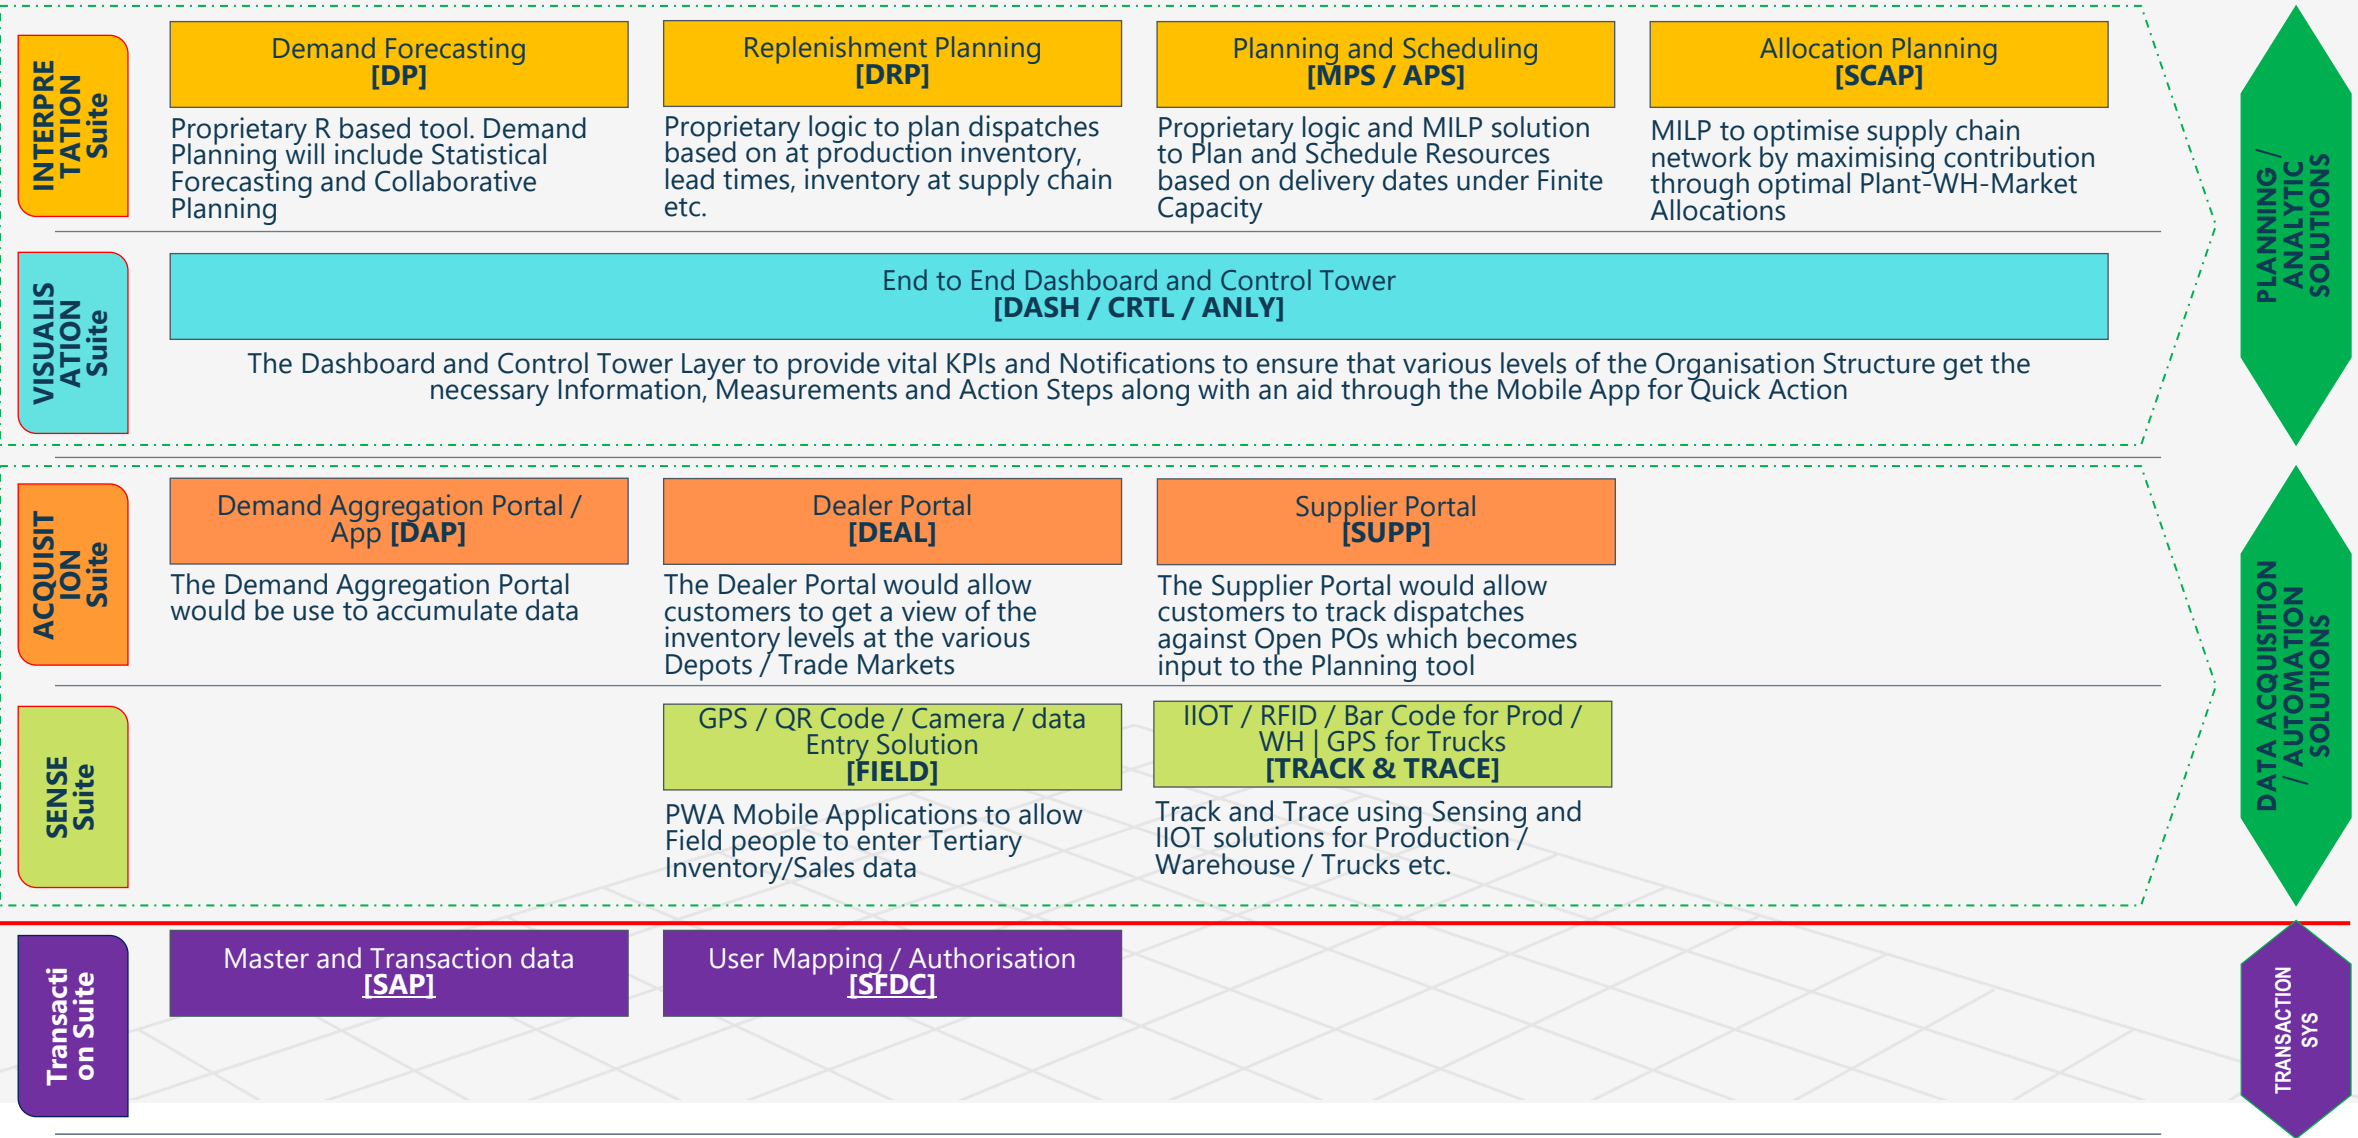 INTERPRE
TATION
Suite
Demand Forecasting
[DP]
Proprietary R based tool. Demand
Planning will include Statistical
Forecasting and Collaborative
Planning
Replenishment Planning
[DRP]
Proprietary logic to plan dispatches
based on at production inventory,
lead times, inventory at supply chain
etc.
Planning and Scheduling
[MPS / APS]
Proprietary logic and MILP solution
to Plan and Schedule Resources
based on delivery dates under Finite
Capacity
Allocation Planning
[SCAP]
MILP to optimise supply chain
network by maximising contribution
through optimal Plant-WH-Market
Allocations
PLANNING /
ANALYTIC
SOLUTIONS
VISUALIS
ATION
Suite
End to End Dashboard and Control Tower
[DASH / CRTL / ANLY]
The Dashboard and Control Tower Layer to provide vital KPIs and Notifications to ensure that various levels of the Organisation Structure get the
necessary Information, Measurements and Action Steps along with an aid through the Mobile App for Quick Action
ACQUISIT
ION
Suite
Demand Aggregation Portal /
App [DAP]
The Demand Aggregation Portal
would be use to accumulate data
Dealer Portal
[DEAL]
The Dealer Portal would allow
customers to get a view of the
inventory levels at the various
Depots / Trade Markets
Supplier Portal
[SUPP]
The Supplier Portal would allow
customers to track dispatches
against Open POs which becomes
input to the Planning tool
DATA ACQUISITION
/ AUTOMATION
SOLUTIONS
SENSE
Suite
GPS / QR Code / Camera / data
Entry Solution
[FIELD]
PWA Mobile Applications to allow
Field people to enter Tertiary
Inventory/Sales data
IIOT / RFID / Bar Code for Prod /
WH | GPS for Trucks
[TRACK & TRACE]
Track and Trace using Sensing and
IIOT solutions for Production /
Warehouse / Trucks etc.
Transacti
on Suite
Master and Transaction data
[SAP]
User Mapping / Authorisation
[SFDC]
TRANSACTION
SYS